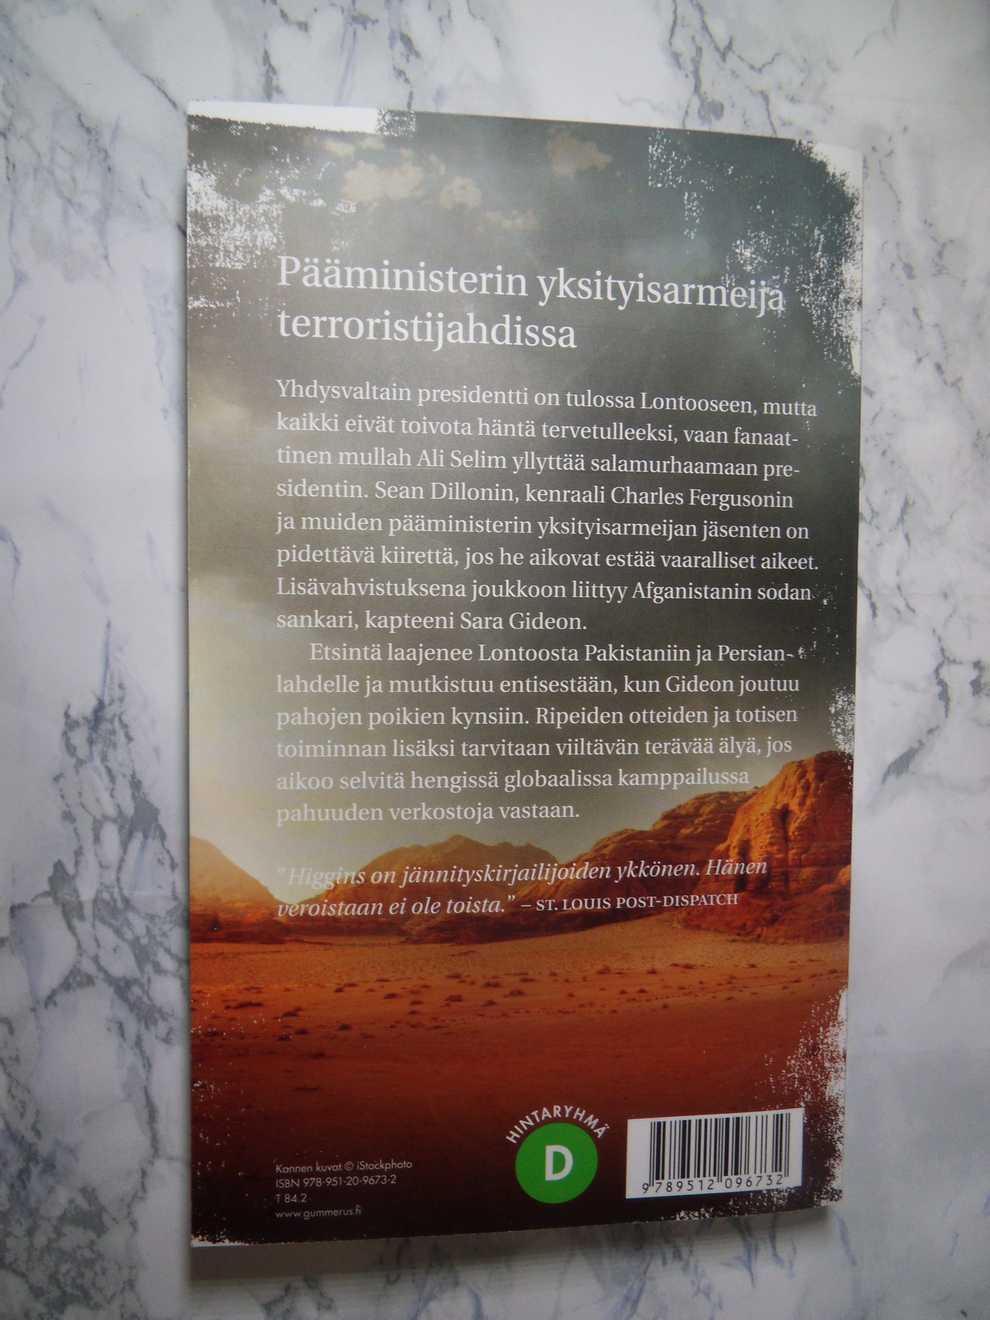 Pääministerin yksityisarmeija
terroristijahdissa
Yhdysvaltain presidentti on tulossa Lontooseen, mutta
kaikki eivät toivota häntä tervetulleeksi, vaan fanaat-
tinen mullah Ali Selim yllyttää salamurhaamaan pre-
sidentin. Sean Dillonin, kenraali Charles Fergusonin
ja muiden pääministerin yksityisarmeijan jäsenten on
pidettävä kiirettä, jos he aikovat estää vaaralliset aikeet.
Lisävahvistuksena joukkoon liittyy Afganistanin sodan
sankari, kapteeni Sara Gideon.
Etsintä laajenee Lontoosta Pakistaniin ja Persian-
lahdelle ja mutkistuu entisestään, kun Gideon joutuu
pahojen poikien kynsiin. Ripeiden otteiden ja totisen
toiminnan lisäksi tarvitaan viiltävän terävää älyä, jos
aikoo selvitä hengissä globaalissa kamppailussa
pahuuden verkostoja vastaan.
"Higgins on jännityskirjailijoiden ykkönen. Hänen
veroistaan ei ole toista." – ST. LOUIS POST-DISPATCH
HINTARYHMÄ
D
Kannen kuvat © iStockphoto
ISBN 978-951-20-9673-2
T 84.2
www.gummerus.fi
9789512096732